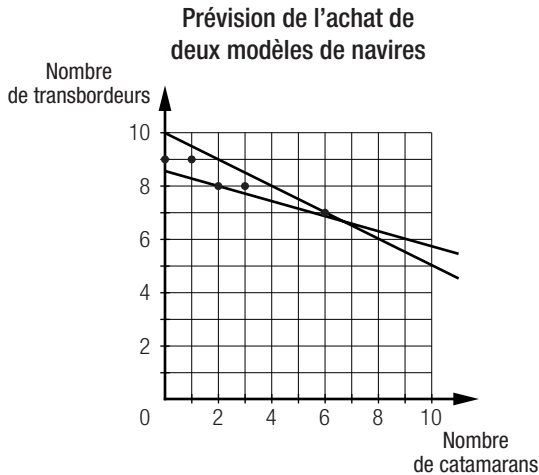 Prévision de l’achat de
deux modèles de navires
Nombre
de transbordeurs
10
8
6
4
2
0
2
4
6
8
10
Nombre
de catamarans